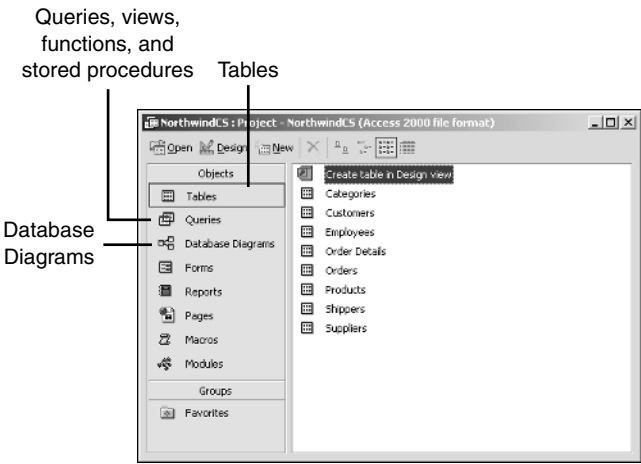 Queries, views,
functions, and
stored procedures
Tables
Database
Diagrams
NorthwindCS : Project - NorthwindCS (Access 2000 file format)
Open Design New
Objects
Tables
Queries
Database Diagrams
Forms
Reports
Pages
Macros
Modules
Groups
Favorites
Create table in Design view
Categories
Customers
Employees
Order Details
Orders
Products
Shippers
Suppliers